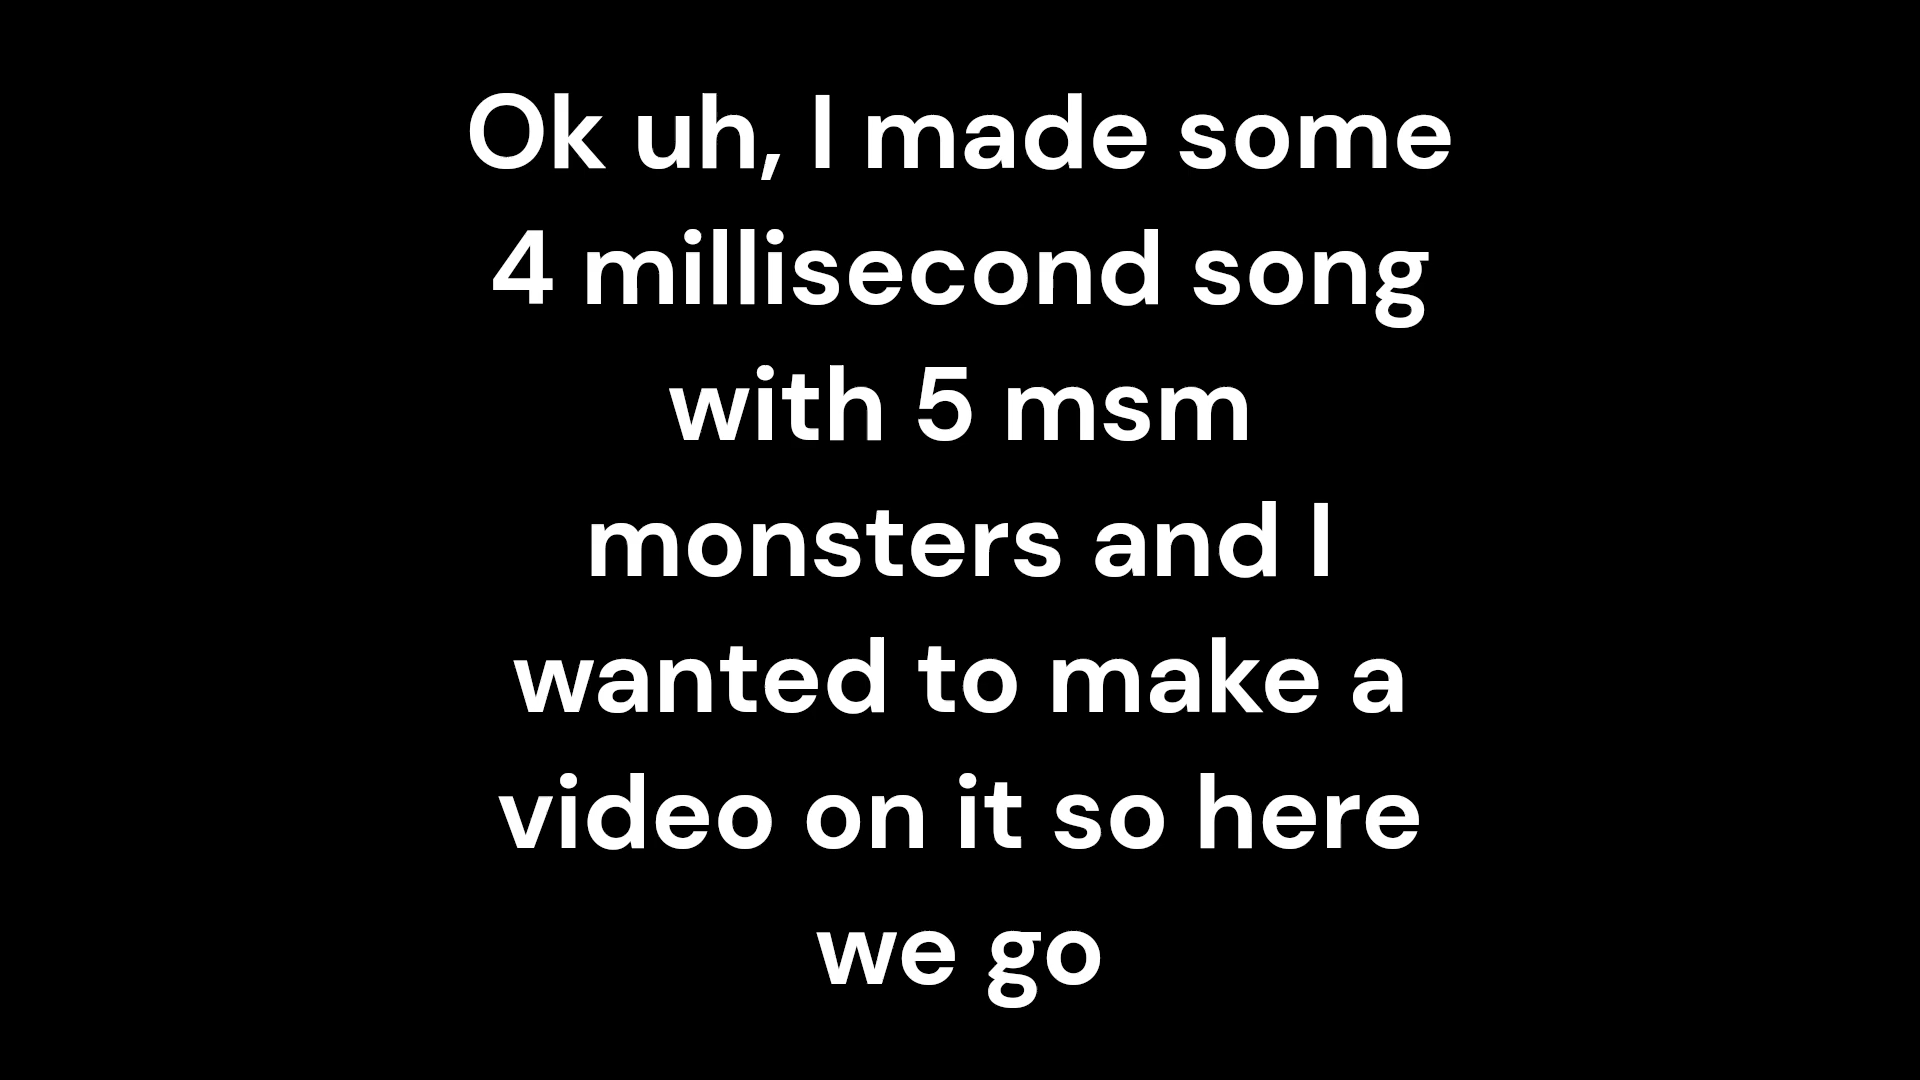 Ok uh, I made some
4 millisecond song
with 5 msm
monsters and I
wanted to make a
video on it so here
we go